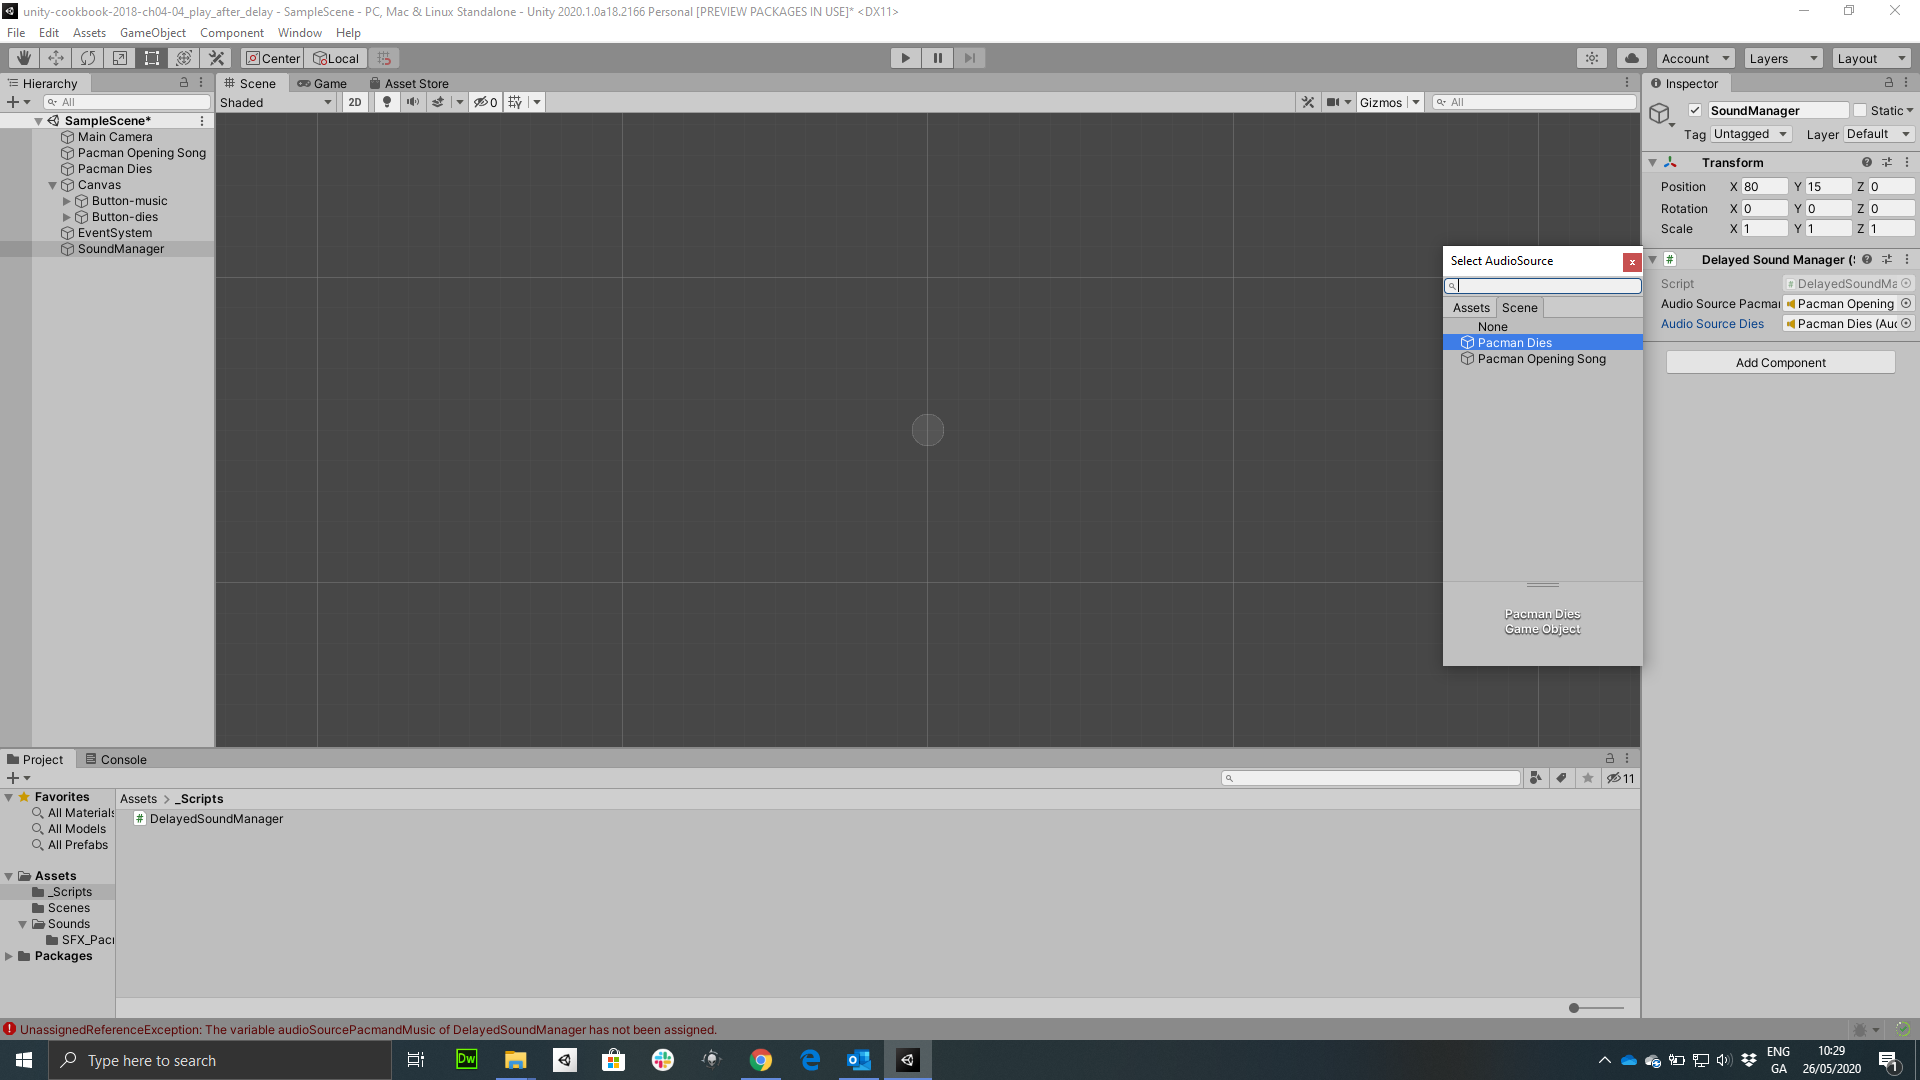 unity-cookbook-2018-ch04-04_play_after_delay - SampleScene - PC, Mac & Linux Standalone - Unity 2020.1.0a18.2166 Personal [PREVIEW PACKAGES IN USE]* <DX11>
File Edit Assets GameObject Component Window Help
Center Local Account Layers Layout
Hierarchy
All
SampleScene*
Main Camera
Pacman Opening Song
Pacman Dies
Canvas
Button-music
Button-dies
EventSystem
SoundManager
Scene Game Asset Store
Shaded 2D 0 Gizmos All
Select AudioSource
x
Assets Scene
None
Pacman Dies
Pacman Opening Song
Pacman Dies
Game Object
Inspector
SoundManager Static
Tag Untagged Layer Default
Transform
Position X 80 Y 15 Z 0
Rotation X 0 Y 0 Z 0
Scale X 1 Y 1 Z 1
# Delayed Sound Manager (
Script # DelayedSoundMa
Audio Source Pacma Pacman Opening
Audio Source Dies Pacman Dies (Au
Add Component
Project Console
11
Favorites
All Materials
All Models
All Prefabs
Assets
_Scripts
Scenes
Sounds
SFX_Pac
Packages
Assets > _Scripts
# DelayedSoundManager
UnassignedReferenceException: The variable audioSourcePacmandMusic of DelayedSoundManager has not been assigned.
Type here to search
Dw
ENG
GA
10:29
26/05/2020
1